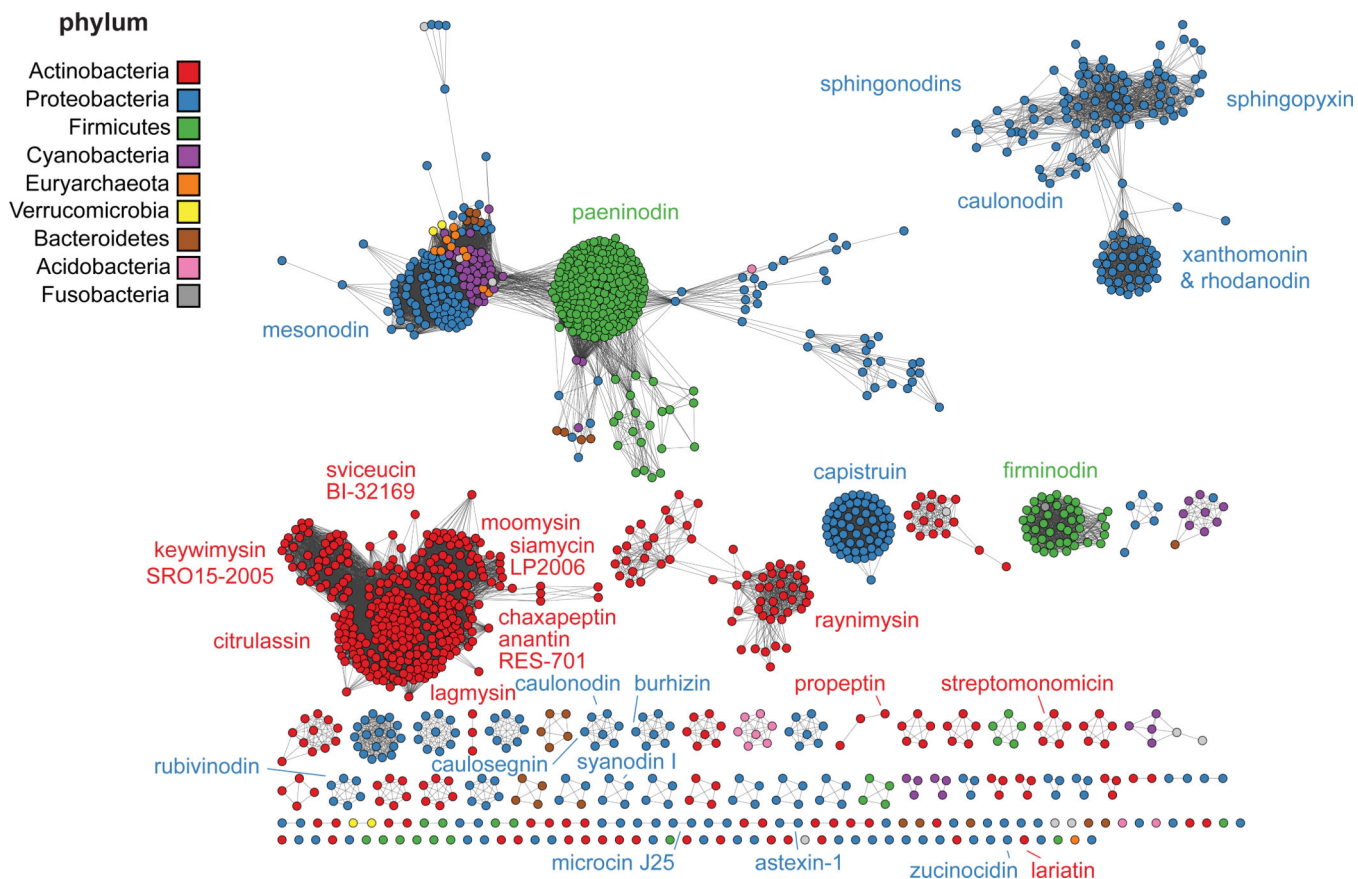 phylum
Actinobacteria
Proteobacteria
Firmicutes
Cyanobacteria
Euryarchaeota
Verrucomicrobia
Bacteroidetes
Acidobacteria
Fusobacteria
sphingonodins
sphingopyxin
caulonodin
xanthomonin
& rhodanodin
paeninodin
mesonodin
sviceucin
BI-32169
keywimysin
SRO15-2005
moomysin
siamycin
LP2006
citrulassin
chaxapeptin
anantin
RES-701
lagmysin
capistruin
firminodin
raynimysin
caulonodin
burhizin
propeptin
streptomonomicin
rubivinodin
caulosegnin
syanodin I
microcin J25
astexin-1
zucinocidin
lariatin